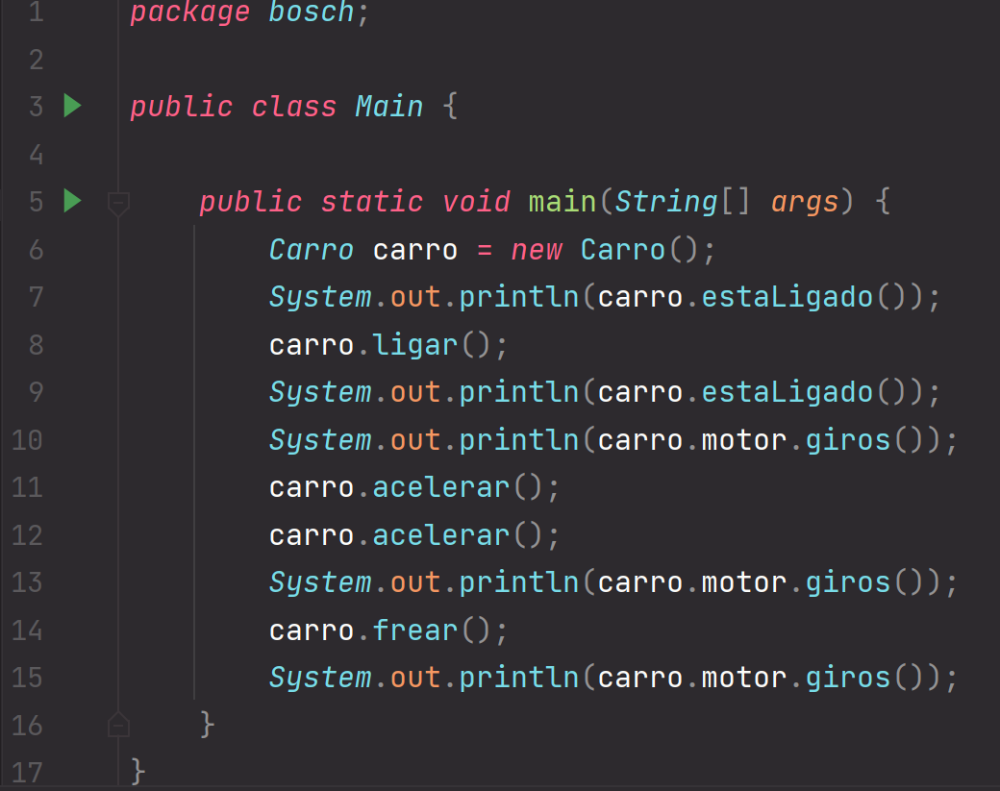 1 package bosch;
2
3 public class Main {
4
5     public static void main(String[] args) {
6         Carro carro = new Carro();
7         System.out.println(carro.estaLigado());
8         carro.ligar();
9         System.out.println(carro.estaLigado());
10         System.out.println(carro.motor.giros());
11         carro.acelerar();
12         carro.acelerar();
13         System.out.println(carro.motor.giros());
14         carro.frear();
15         System.out.println(carro.motor.giros());
16     }
17 }